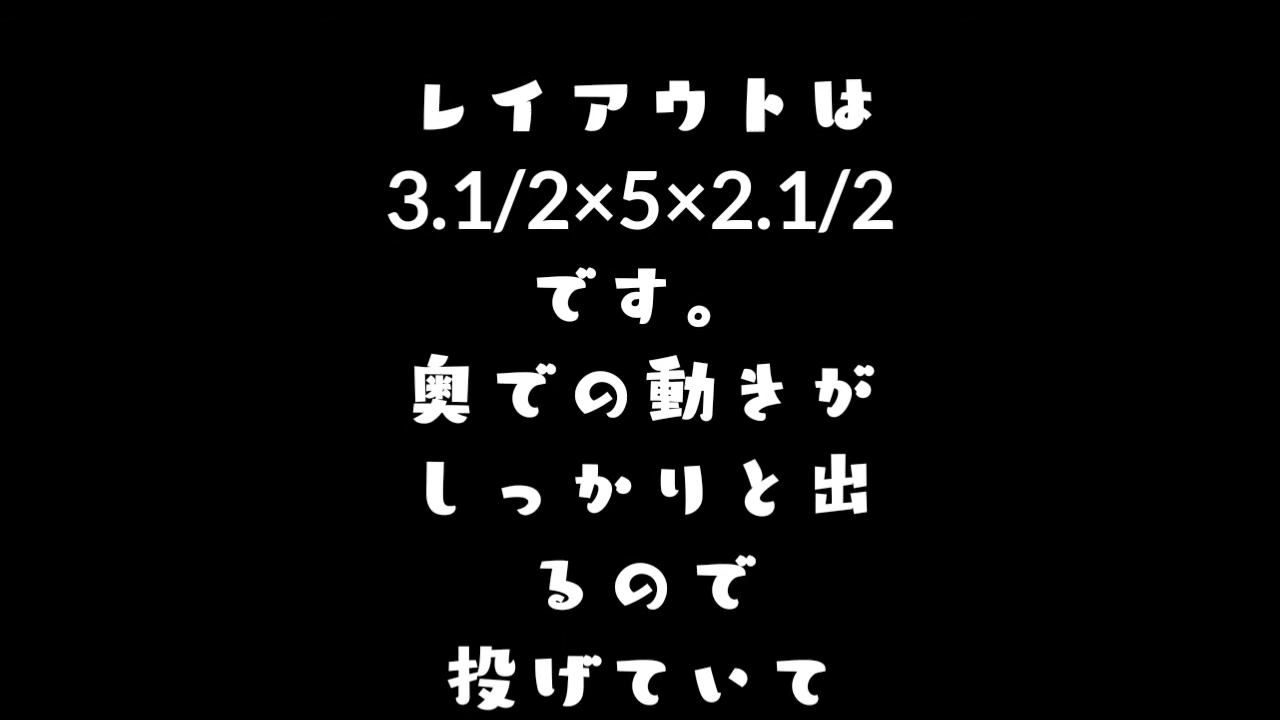 レイアウトは
3.1/2×5×2.1/2
です。
奥での動きが
しっかりと出
るので
投げていて